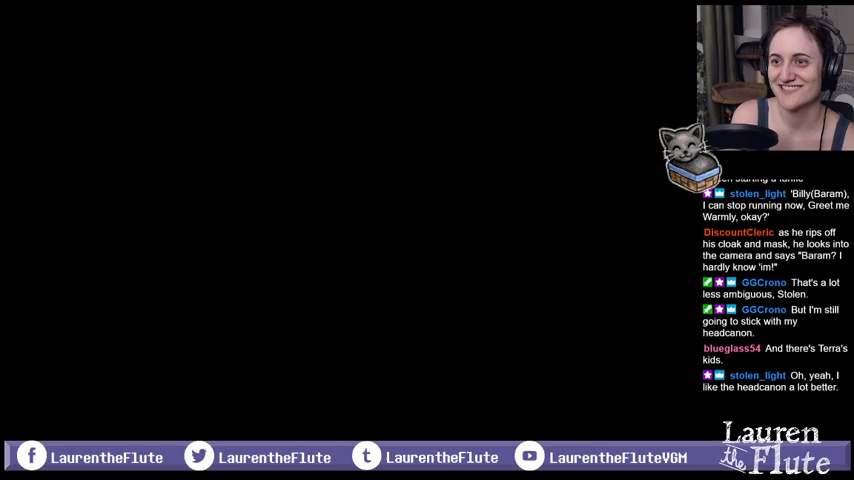 stolen_light 'Billy(Baram),
I can stop running now, Greet me
Warmly, okay?'
DiscountCleric as he rips off
his cloak and mask, he looks into
the camera and says "Baram? I
hardly know 'im!"
GGCrono That's a lot
less ambiguous, Stolen.
GGCrono But I'm still
going to stick with my
headcanon.
blueglass54 And there's Terra's
kids.
stolen_light Oh, yeah, I
like the headcanon a lot better.
Lauren
the Flute
LaurentheFlute LaurentheFlute LaurentheFlute LaurentheFluteVGM